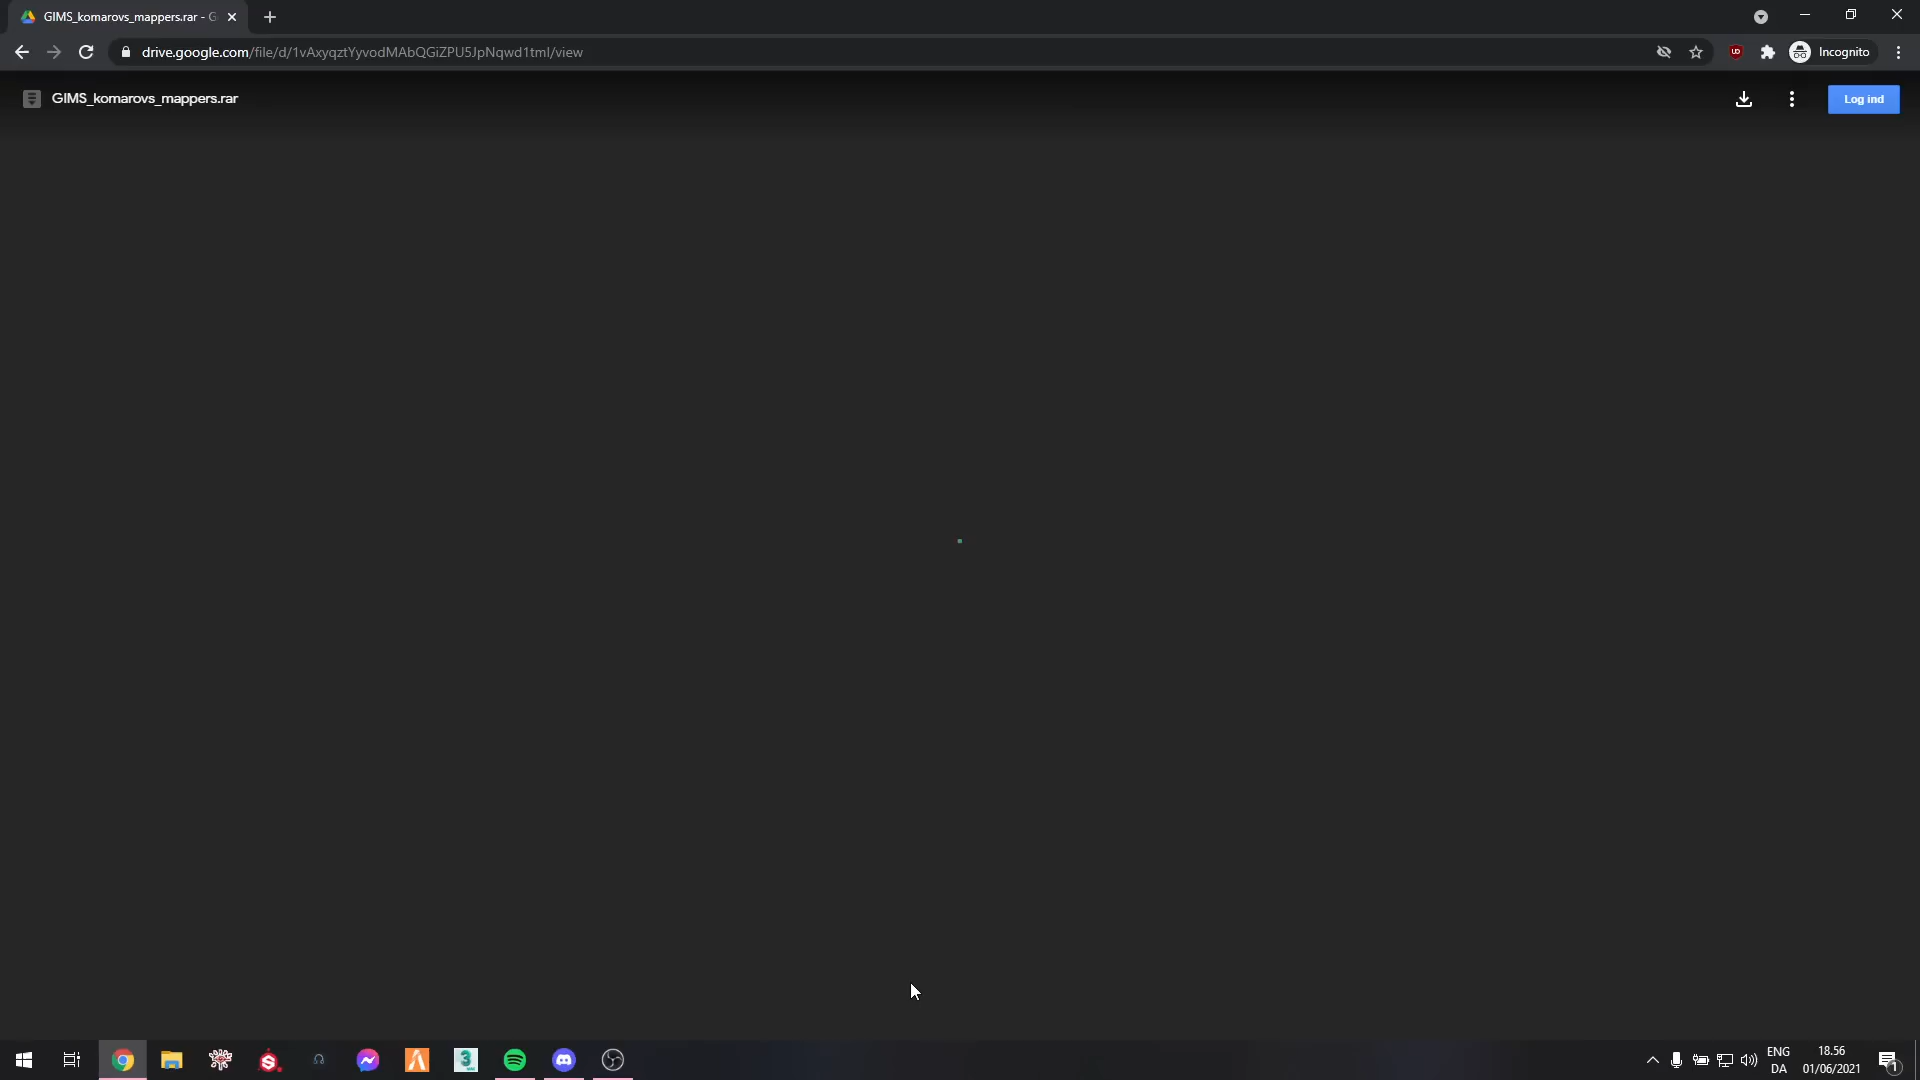 GIMS_komarovs_mappers.rar - G
drive.google.com/file/d/1vAxyqztYyvodMAbQGiZPU5JpNqwd1tml/view
Incognito
GIMS_komarovs_mappers.rar
Log ind
ENG
DA
18.56
01/06/2021
1